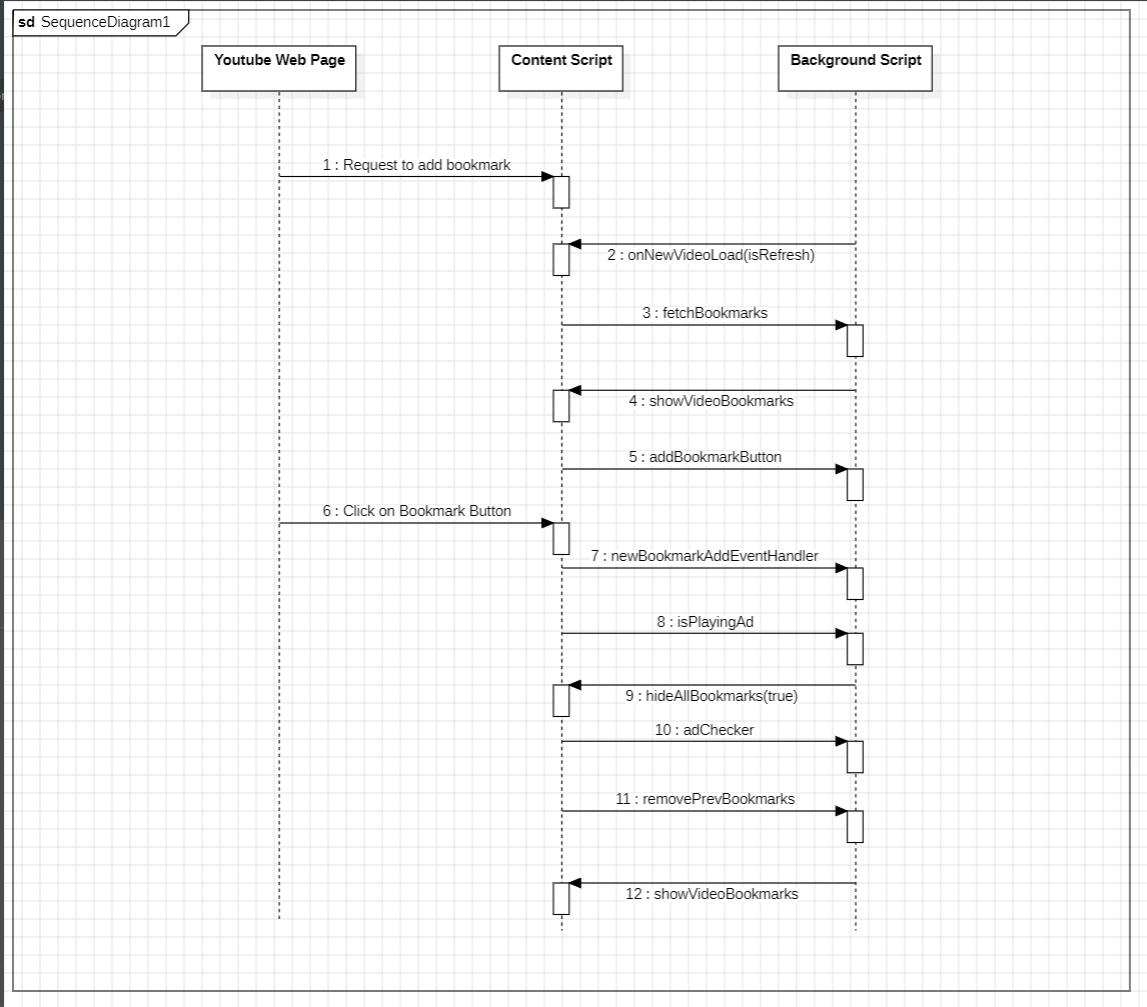 sd SequenceDiagram1
Youtube Web Page
Content Script
Background Script
1 : Request to add bookmark
2 : onNewVideoLoad(isRefresh)
3 : fetchBookmarks
4 : showVideoBookmarks
5 : addBookmarkButton
6 : Click on Bookmark Button
7 : newBookmarkAddEventHandler
8 : isPlayingAd
9 : hideAllBookmarks(true)
10 : adChecker
11 : removePrevBookmarks
12 : showVideoBookmarks